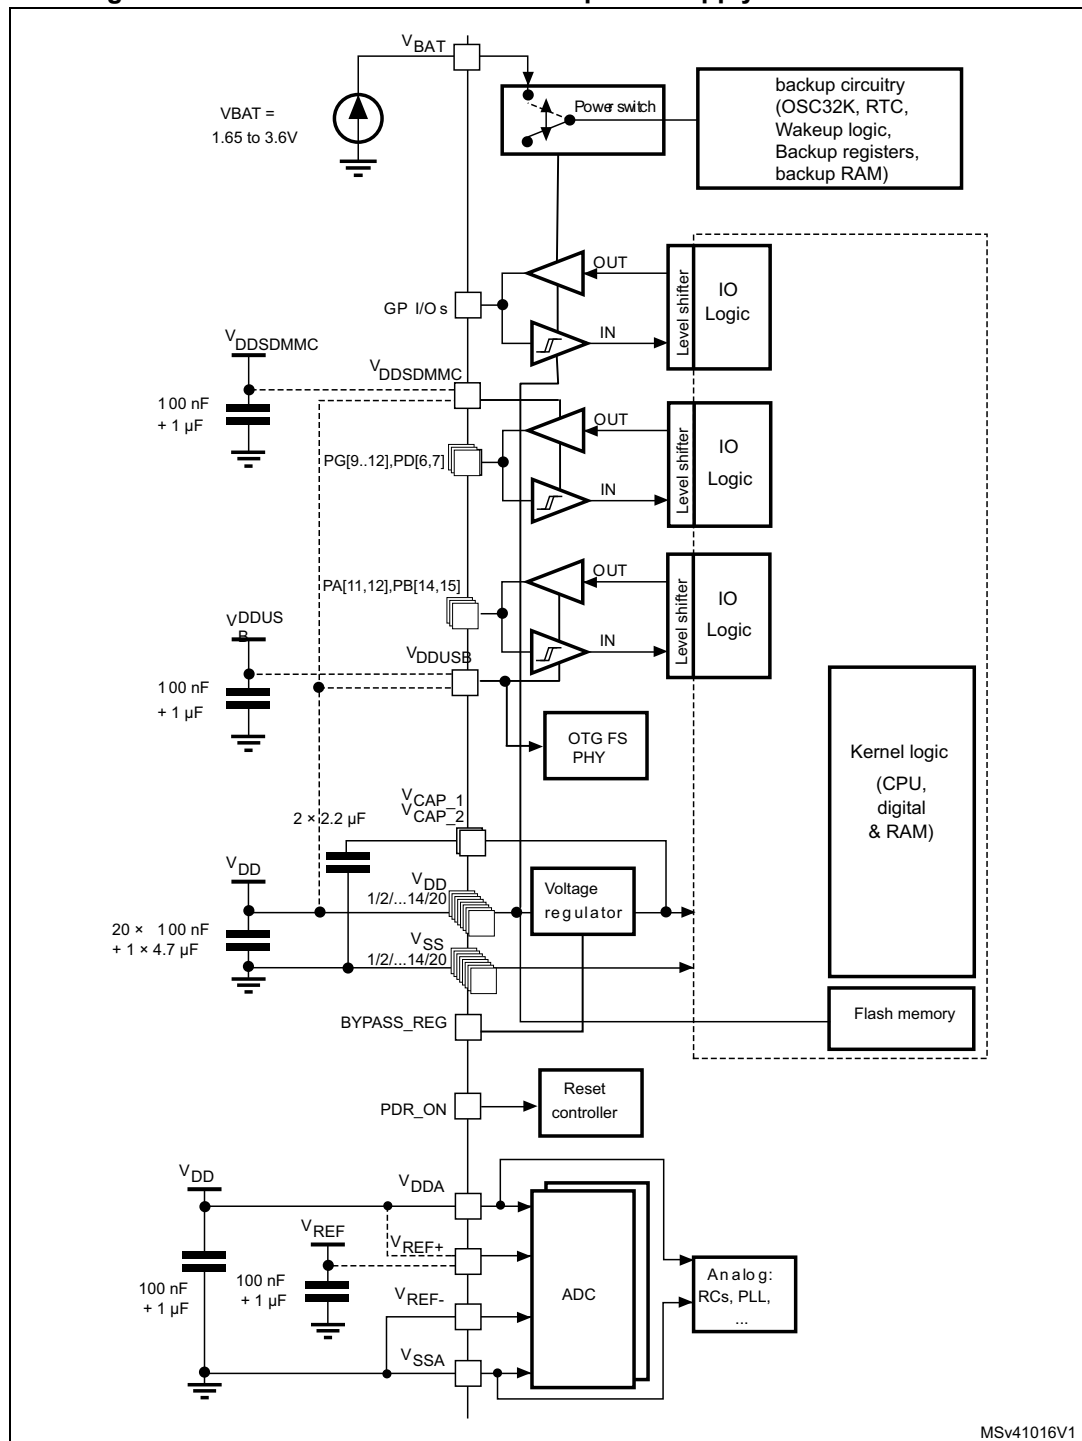 VBAT
VBAT =
1.65 to 3.6V
Power switch
backup circuitry
(OSC32K, RTC,
Wakeup logic,
Backup registers,
backup RAM)
OUT
IN
GP I/Os
Level shifter
IO
Logic
VDDSDMMC
100 nF
+ 1 µF
VDDSDMMC
PG[9..12],PD[6,7]
OUT
IN
Level shifter
IO
Logic
PA[11,12],PB[14,15]
OUT
IN
Level shifter
IO
Logic
VDDUS
B
100 nF
+ 1 µF
VDDUSB
OTG FS
PHY
Kernel logic
(CPU,
digital
& RAM)
VCAP_1
VCAP_2
2 × 2.2 µF
VDD
20 × 100 nF
+ 1 × 4.7 µF
VDD
1/2/...14/20
Voltage
regulator
VSS
1/2/...14/20
BYPASS_REG
Flash memory
PDR_ON
Reset
controller
VDD
100 nF
+ 1 µF
VDDA
VREF
100 nF
+ 1 µF
VREF+
VREF-
VSSA
ADC
Analog:
RCs, PLL,
...
MSv41016V1